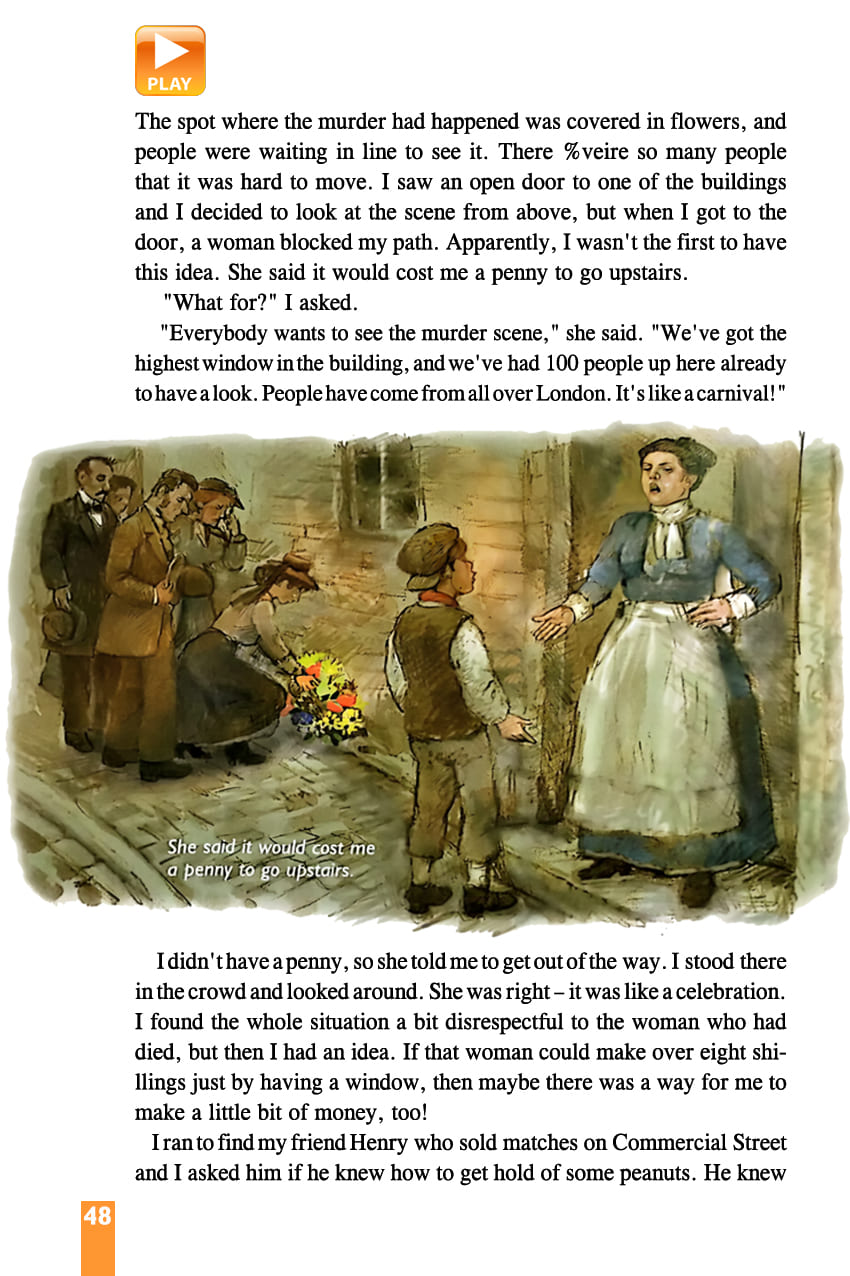 PLAY
The spot where the murder had happened was covered in flowers, and
people were waiting in line to see it. There %veire so many people
that it was hard to move. I saw an open door to one of the buildings
and I decided to look at the scene from above, but when I got to the
door, a woman blocked my path. Apparently, I wasn't the first to have
this idea. She said it would cost me a penny to go upstairs.
"What for?" I asked.
"Everybody wants to see the murder scene," she said. "We've got the
highest window in the building, and we've had 100 people up here already
to have a look. People have come from all over London. It's like a carnival!"
She said it would cost me
a penny to go upstairs.
I didn't have a penny, so she told me to get out of the way. I stood there
in the crowd and looked around. She was right – it was like a celebration.
I found the whole situation a bit disrespectful to the woman who had
died, but then I had an idea. If that woman could make over eight shi-
llings just by having a window, then maybe there was a way for me to
make a little bit of money, too!
I ran to find my friend Henry who sold matches on Commercial Street
and I asked him if he knew how to get hold of some peanuts. He knew
48